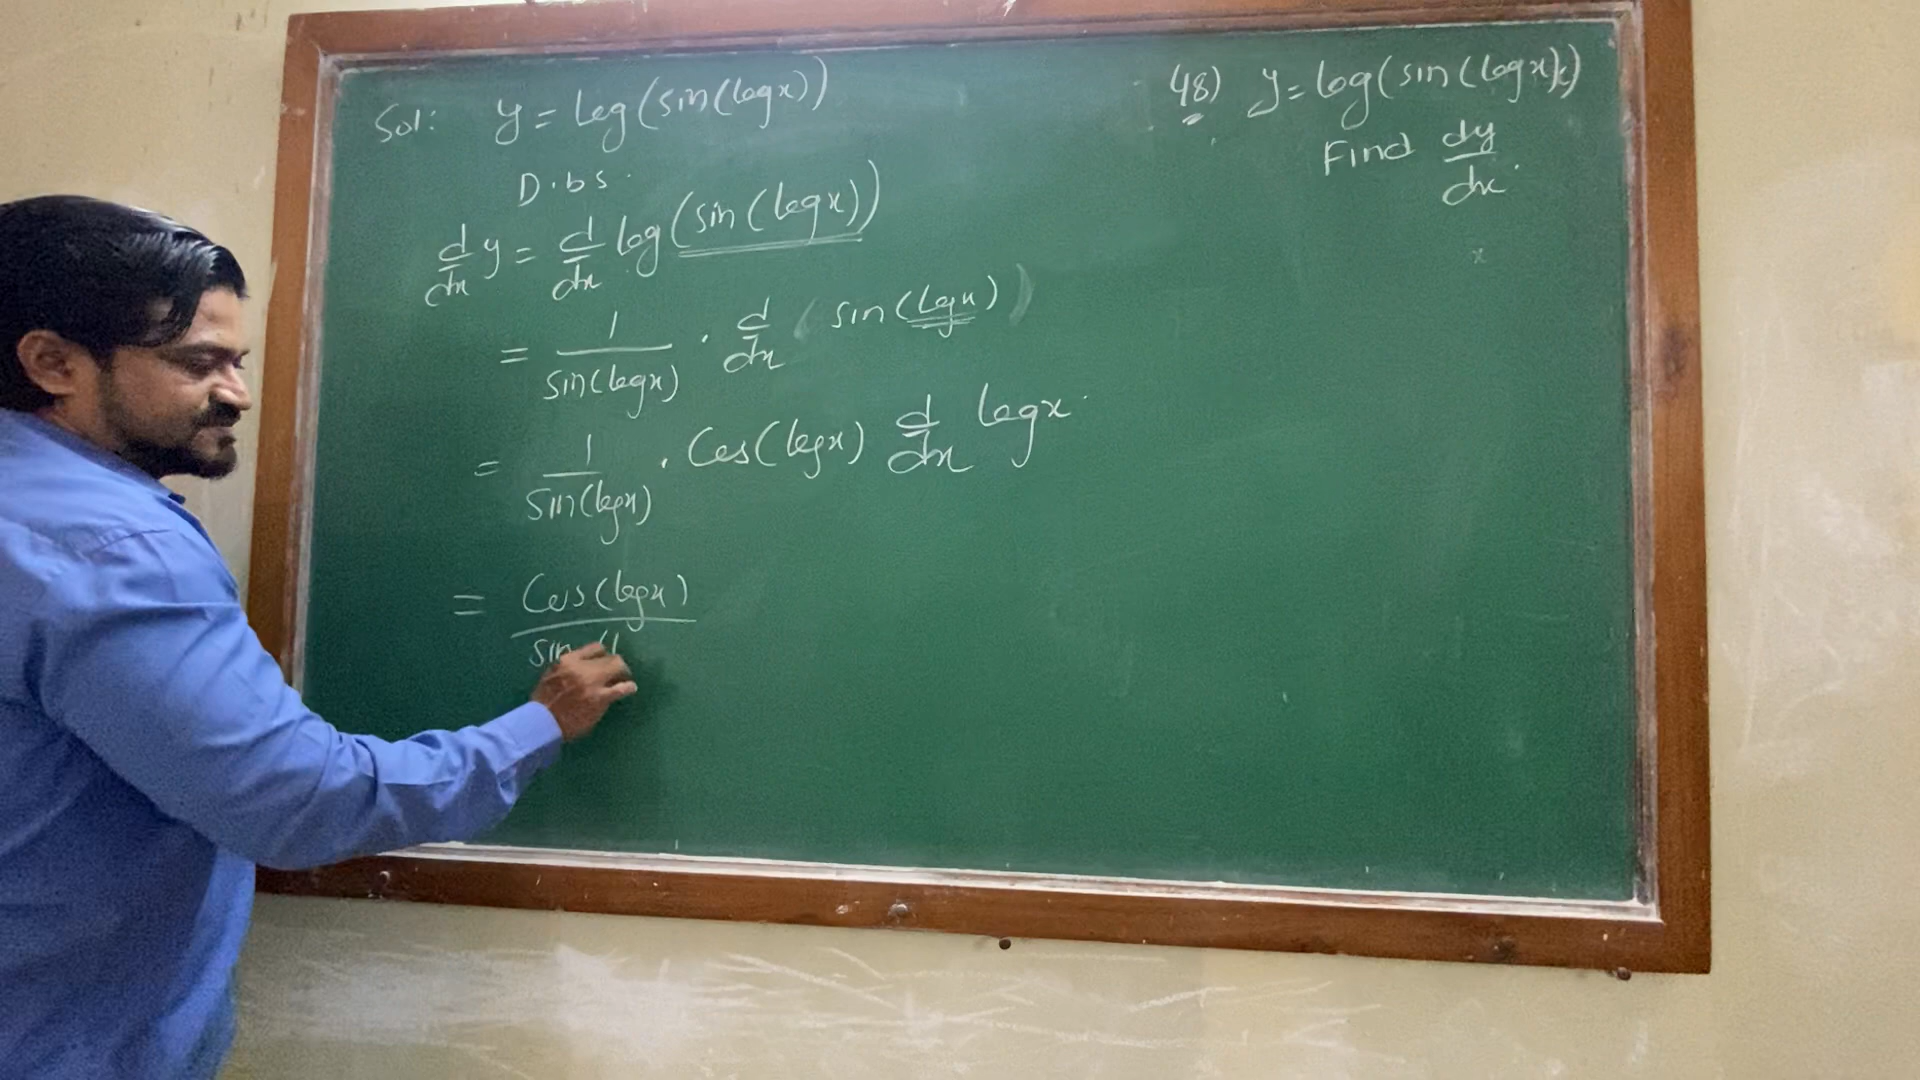 48) y = log(sin(logx))
Find dy/dx.
Sol: y = log(sin(logx))
D.b s.
d/dx y = d/dx log(sin(logx))
= 1/sin(logx) · d/dx (sin(logx))
= 1/sin(logx) · Cos(logx) d/dx logx.
= Cos(logx)/sin(l